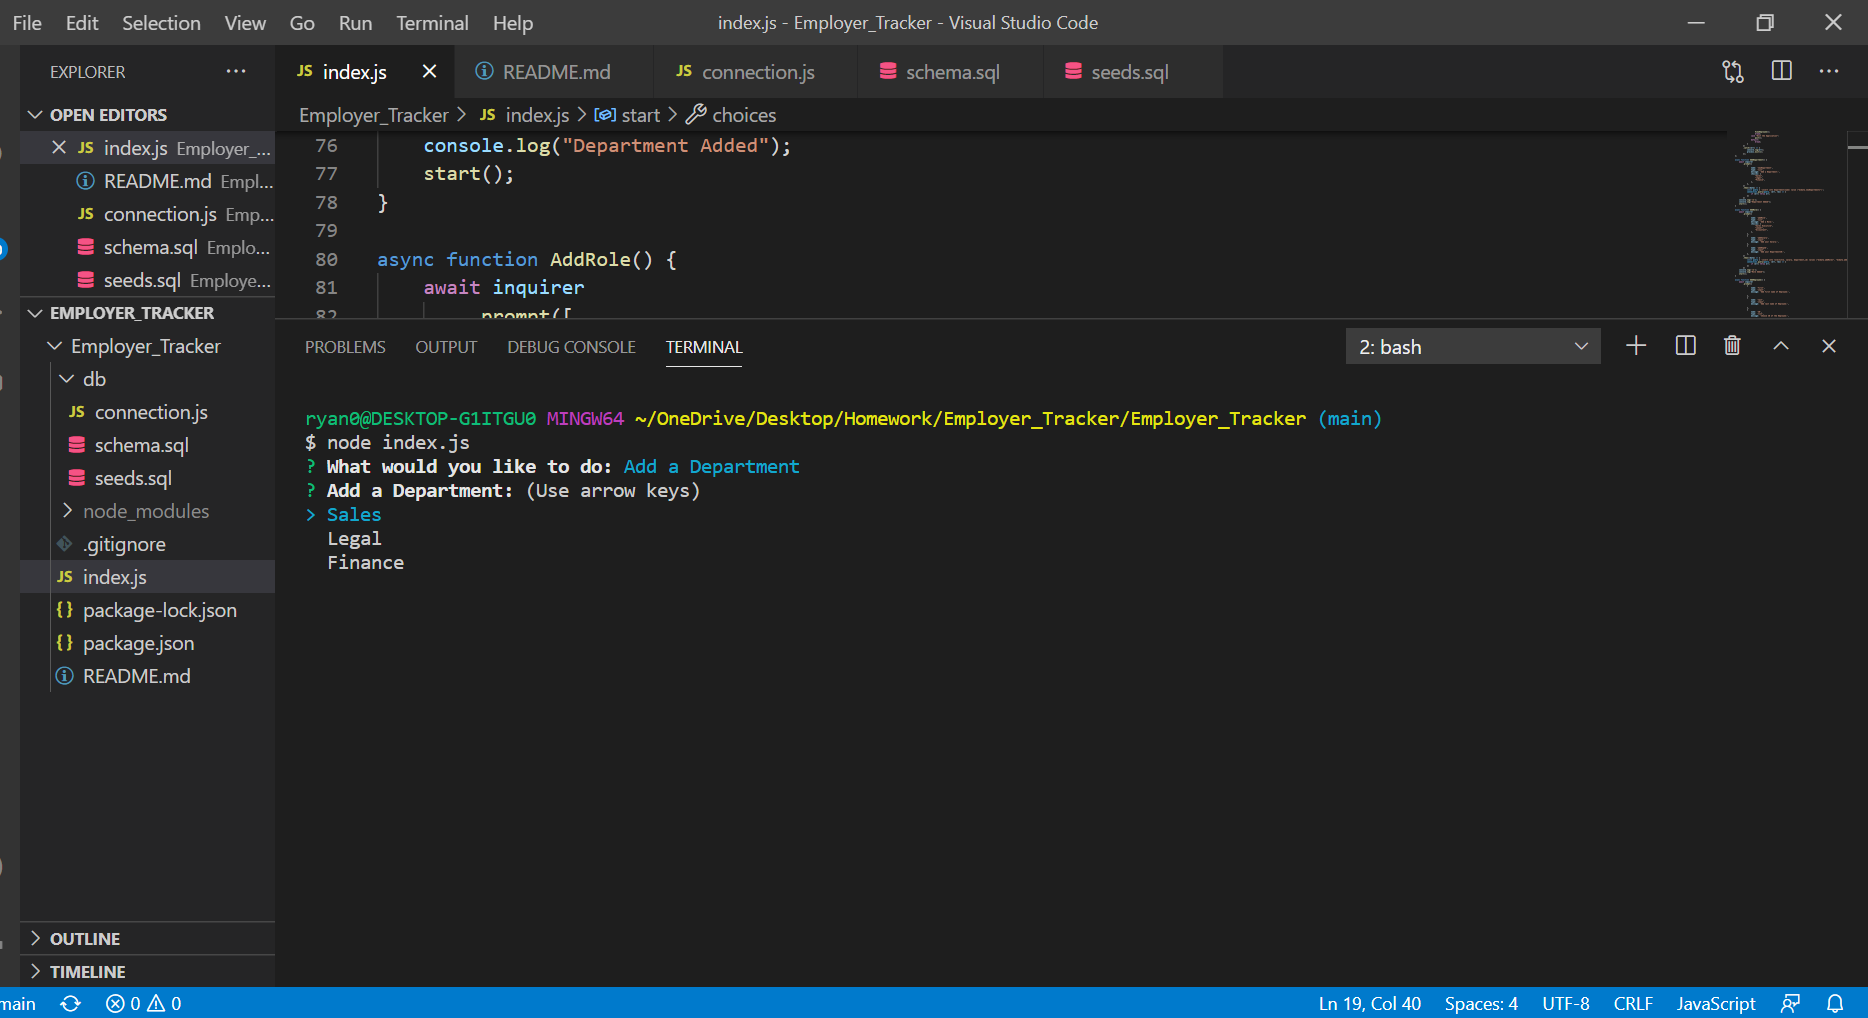 File Edit Selection View Go Run Terminal Help index.js - Employer_Tracker - Visual Studio Code
EXPLORER ...
OPEN EDITORS
JS index.js Employer_...
README.md Empl...
JS connection.js Emp...
schema.sql Emplo...
seeds.sql Employe...
EMPLOYER_TRACKER
Employer_Tracker
db
JS connection.js
schema.sql
seeds.sql
node_modules
.gitignore
JS index.js
{} package-lock.json
{} package.json
README.md
OUTLINE
TIMELINE
JS index.js README.md JS connection.js schema.sql seeds.sql
Employer_Tracker > JS index.js > start > choices
76 console.log("Department Added");
77 start();
78 }
79
80 async function AddRole() {
81 await inquirer
82 prompt([
PROBLEMS OUTPUT DEBUG CONSOLE TERMINAL 2: bash
ryan0@DESKTOP-G1ITGU0 MINGW64 ~/OneDrive/Desktop/Homework/Employer_Tracker/Employer_Tracker (main)
$ node index.js
? What would you like to do: Add a Department
? Add a Department: (Use arrow keys)
> Sales
Legal
Finance
main 0 0 Ln 19, Col 40 Spaces: 4 UTF-8 CRLF JavaScript